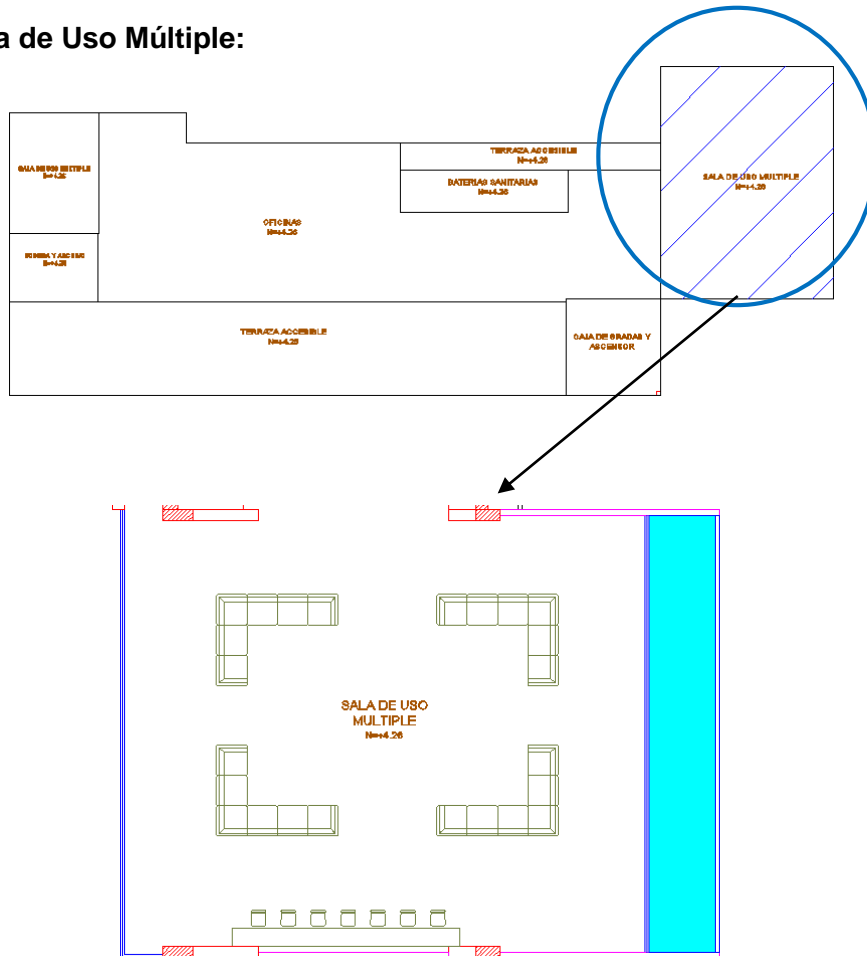 a de Uso Múltiple:
TERRAZA ACCESIBLE
N=+4.26
BATERIAS SANITARIAS
N=+4.26
SALA DE USO MULTIPLE
N=+4.26
OFICINAS
N=+4.26
TERRAZA ACCESIBLE
N=+4.26
CAJA DE GRADAS Y
ASCENSOR
SALA DE USO
MULTIPLE
N=+4.26